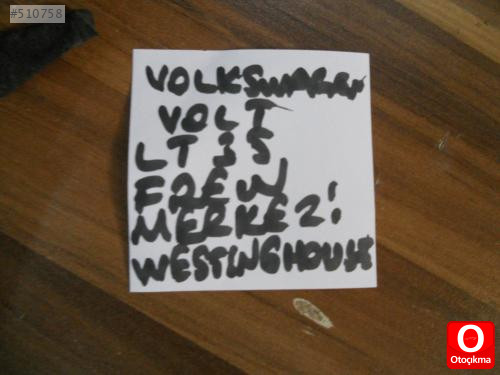 #510758
VOLKSWAGEN
VOLT
LT 35
FREN
MERKEZİ
WESTINGHOUSE
O
Otoçıkma